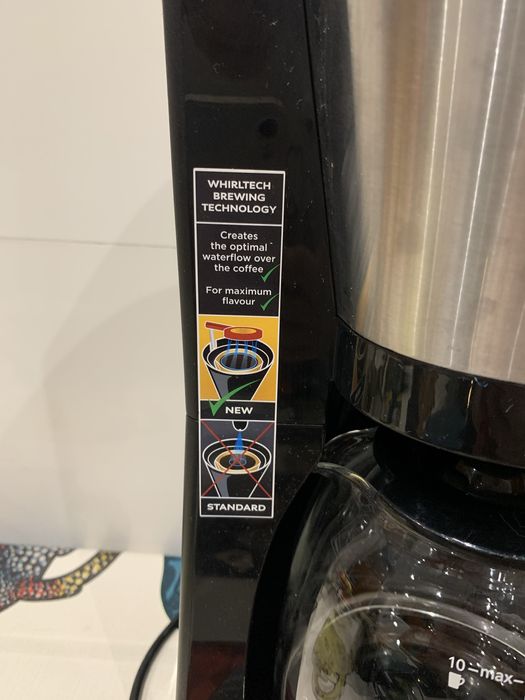 WHIRLTECH
BREWING
TECHNOLOGY
Creates
the optimal
waterflow over
the coffee
For maximum
flavour
NEW
STANDARD
10-max-